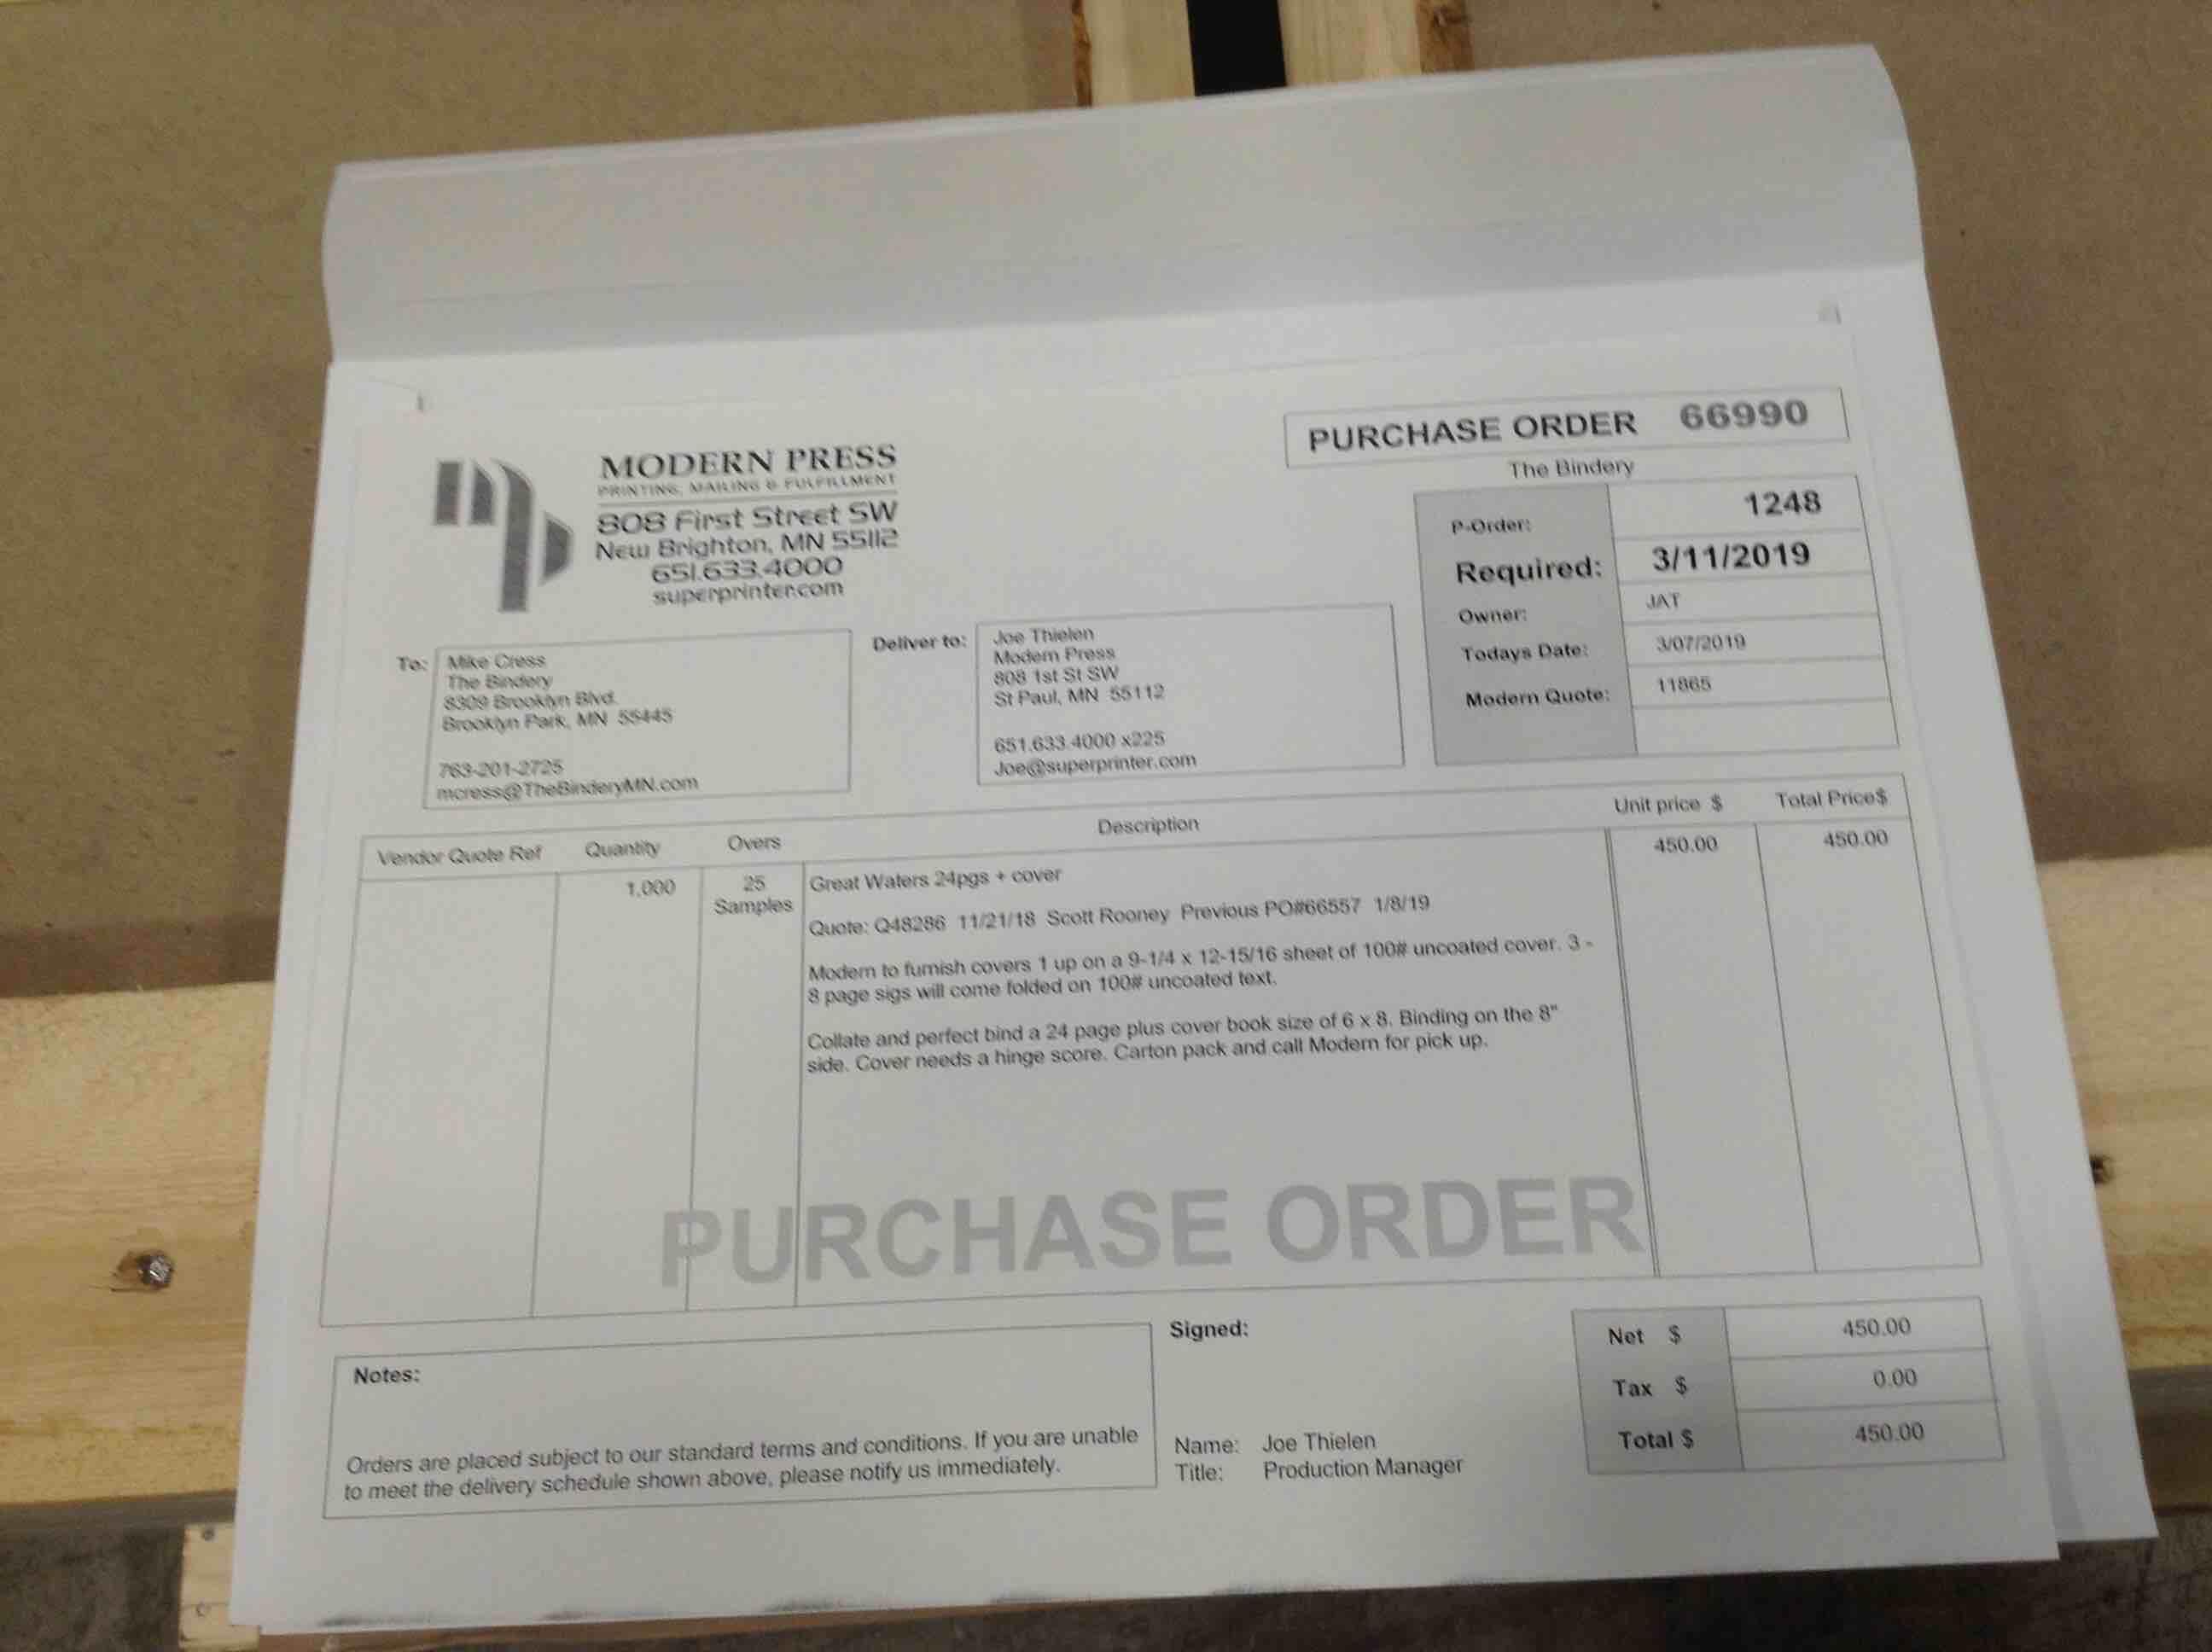 MODERN PRESS
PRINTING, MAILING & FULFILLMENT
808 First Street SW
New Brighton, MN 55112
651.633.4000
superprinter.com
PURCHASE ORDER 66990
The Bindery
P-Order: 1248
Required: 3/11/2019
Owner: JAT
Todays Date: 3/07/2019
Modern Quote: 11865
To: Mike Cress
The Bindery
8309 Brooklyn Blvd.
Brooklyn Park, MN 55445
763-201-2725
mcress@TheBinderyMN.com
Deliver to: Joe Thielen
Modern Press
808 1st St SW
St Paul, MN 55112
651.633.4000 x225
Joe@superprinter.com
Vendor Quote Ref Quantity Overs Description Unit price $ Total Price$
1,000 25 Great Waters 24pgs + cover 450.00 450.00
Samples
Quote: Q48286 11/21/18 Scott Rooney Previous PO#66557 1/8/19
Modern to furnish covers 1 up on a 9-1/4 x 12-15/16 sheet of 100# uncoated cover. 3 -
8 page sigs will come folded on 100# uncoated text.
Collate and perfect bind a 24 page plus cover book size of 6 x 8. Binding on the 8"
side. Cover needs a hinge score. Carton pack and call Modern for pick up.
PURCHASE ORDER
Notes:
Orders are placed subject to our standard terms and conditions. If you are unable
to meet the delivery schedule shown above, please notify us immediately.
Signed:
Name: Joe Thielen
Title: Production Manager
Net $ 450.00
Tax $ 0.00
Total $ 450.00